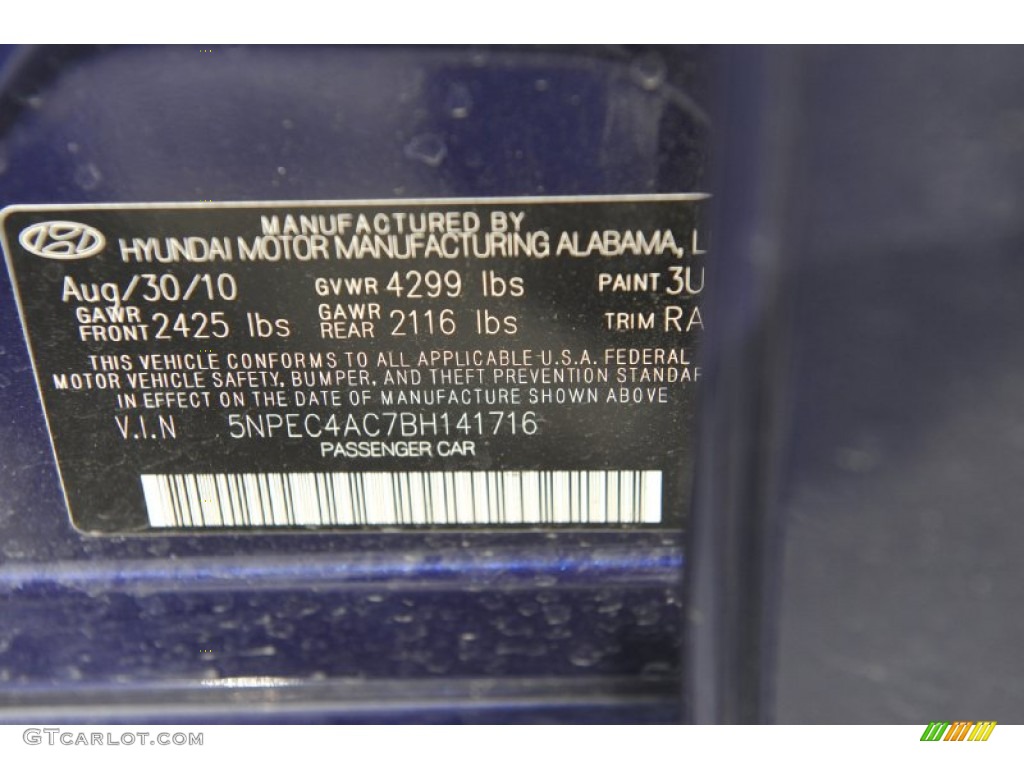 MANUFACTURED BY
HYUNDAI MOTOR MANUFACTURING ALABAMA, L
Aug/30/10 GVWR 4299 lbs PAINT 3U
GAWR FRONT 2425 lbs GAWR REAR 2116 lbs TRIM RA
THIS VEHICLE CONFORMS TO ALL APPLICABLE U.S.A. FEDERAL
MOTOR VEHICLE SAFETY, BUMPER, AND THEFT PREVENTION STANDAR
IN EFFECT ON THE DATE OF MANUFACTURE SHOWN ABOVE
V.I.N 5NPEC4AC7BH141716
PASSENGER CAR
GTCarLot.com